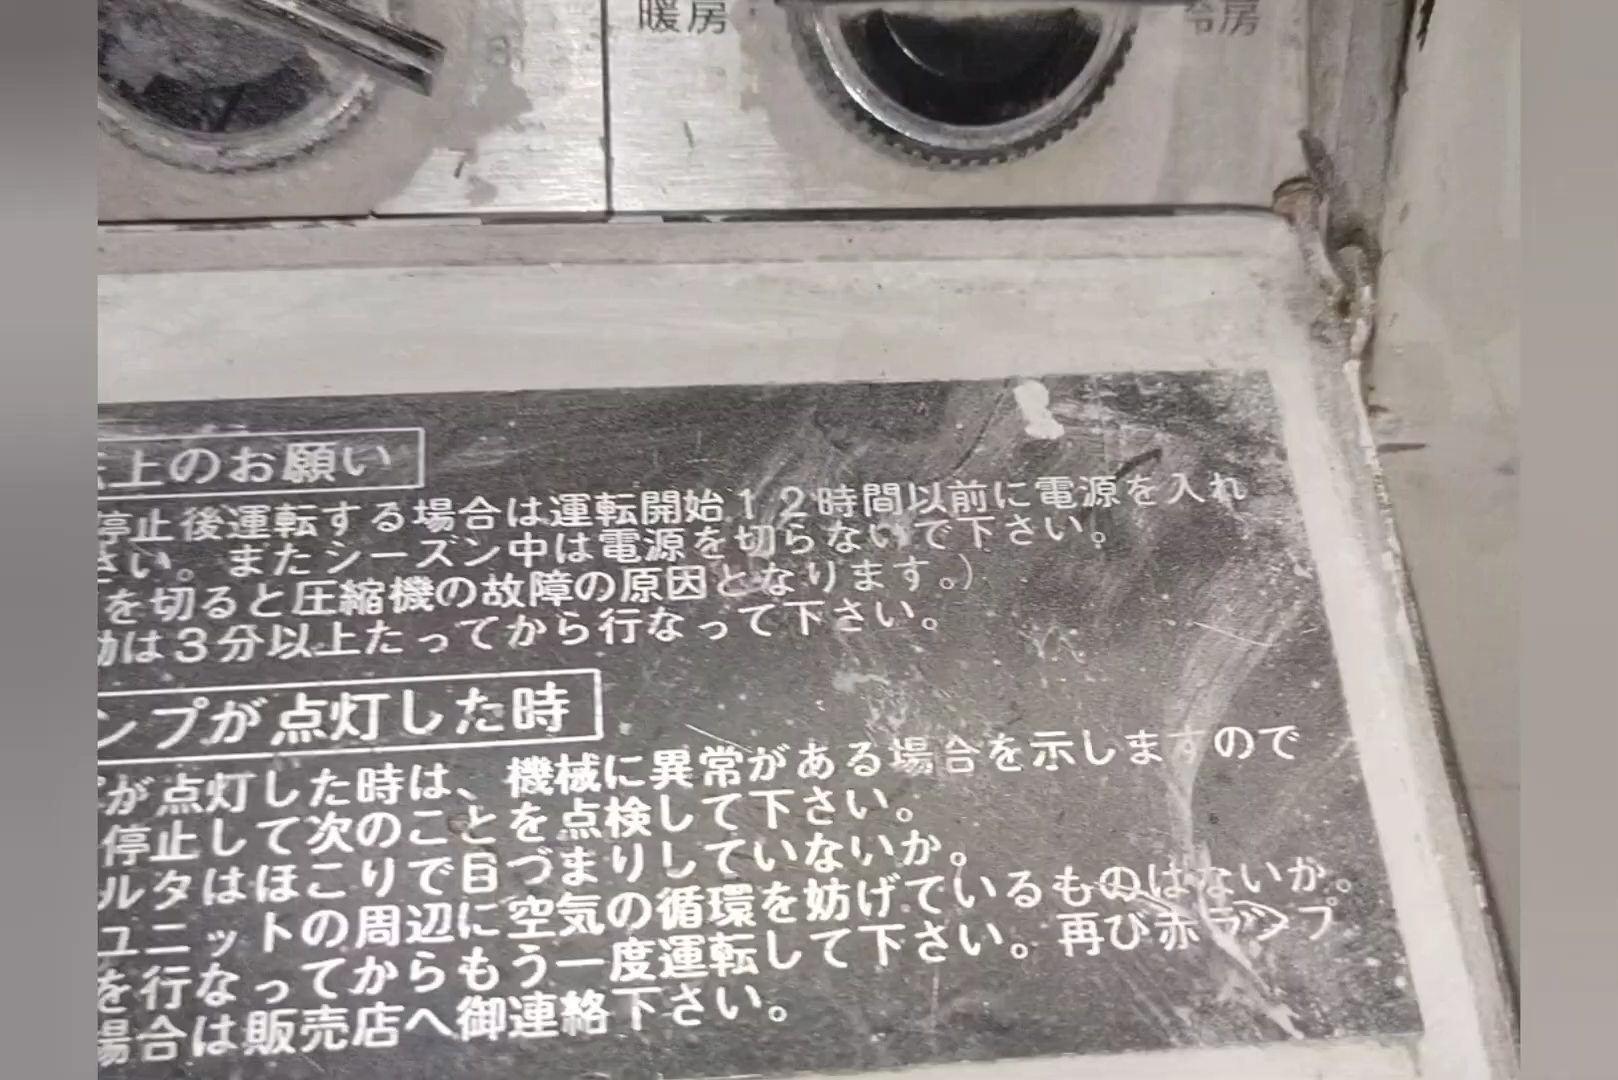 暖房 冷房
上のお願い
停止後運転する場合は運転開始12時間以前に電源を入れ
さい。またシーズン中は電源を切らないで下さい。
を切ると圧縮機の故障の原因となります。)
動は3分以上たってから行なって下さい。
ンプが点灯した時
が点灯した時は、機械に異常がある場合を示しますので
停止して次のことを点検して下さい。
ルタはほこりで目づまりしていないか。
ユニットの周辺に空気の循環を妨げているものはないか。
を行なってからもう一度運転して下さい。再び赤ランプ
場合は販売店へ御連絡下さい。